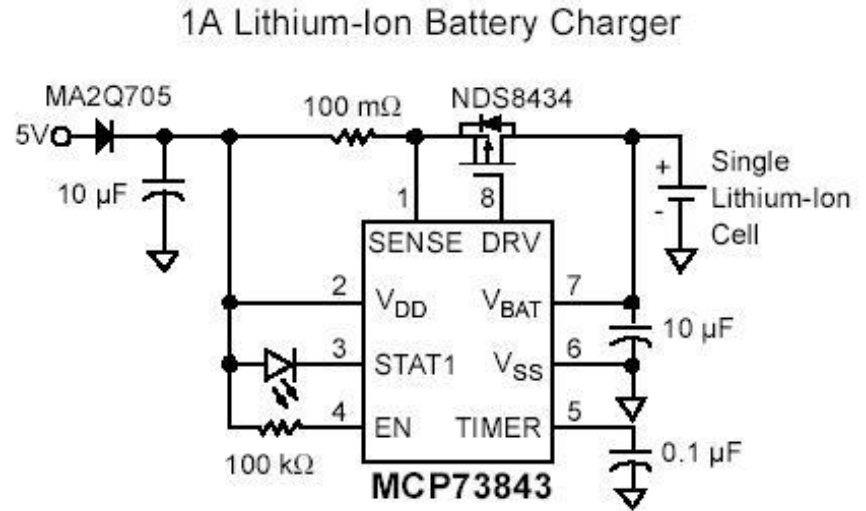 1A Lithium-Ion Battery Charger
MA2Q705
100 mΩ
NDS8434
5V
10 µF
+
Single
-
Lithium-Ion
Cell
1
8
SENSE
DRV
2
VDD
VBAT
7
10 µF
3
STAT1
VSS
6
4
EN
TIMER
5
100 kΩ
0.1 µF
MCP73843